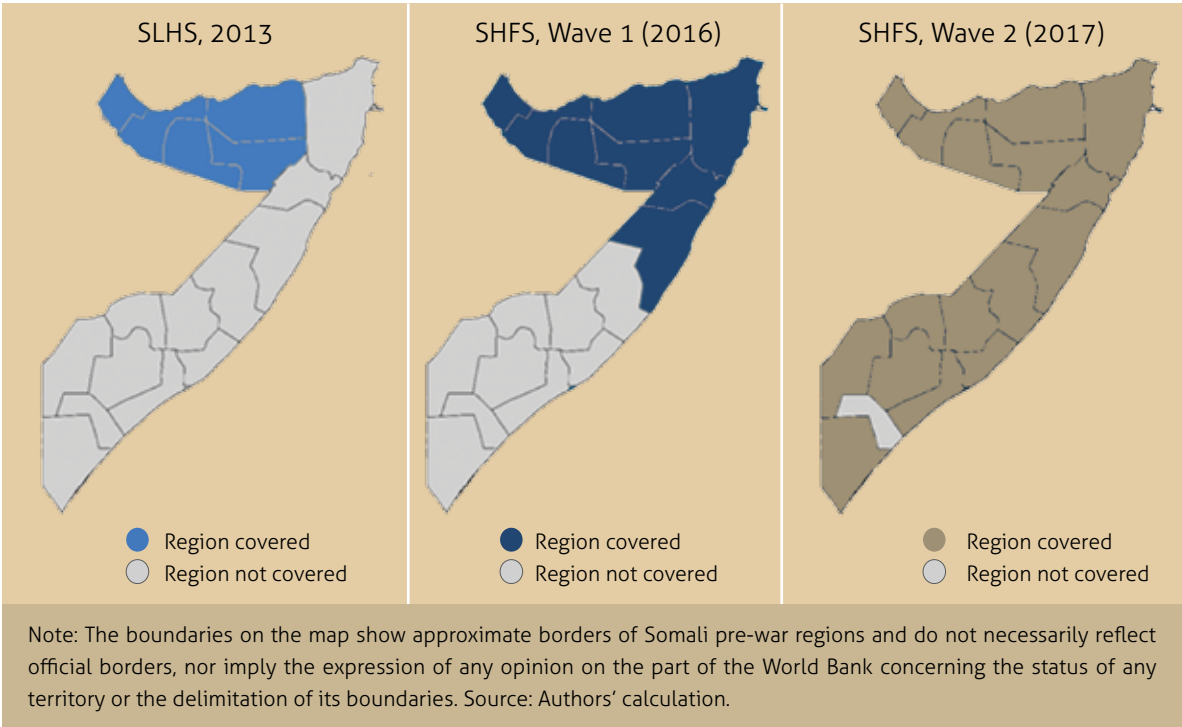 SLHS, 2013
SHFS, Wave 1 (2016)
SHFS, Wave 2 (2017)
Region covered
Region not covered
Region covered
Region not covered
Region covered
Region not covered
Note: The boundaries on the map show approximate borders of Somali pre-war regions and do not necessarily reflect
official borders, nor imply the expression of any opinion on the part of the World Bank concerning the status of any
territory or the delimitation of its boundaries. Source: Authors’ calculation.